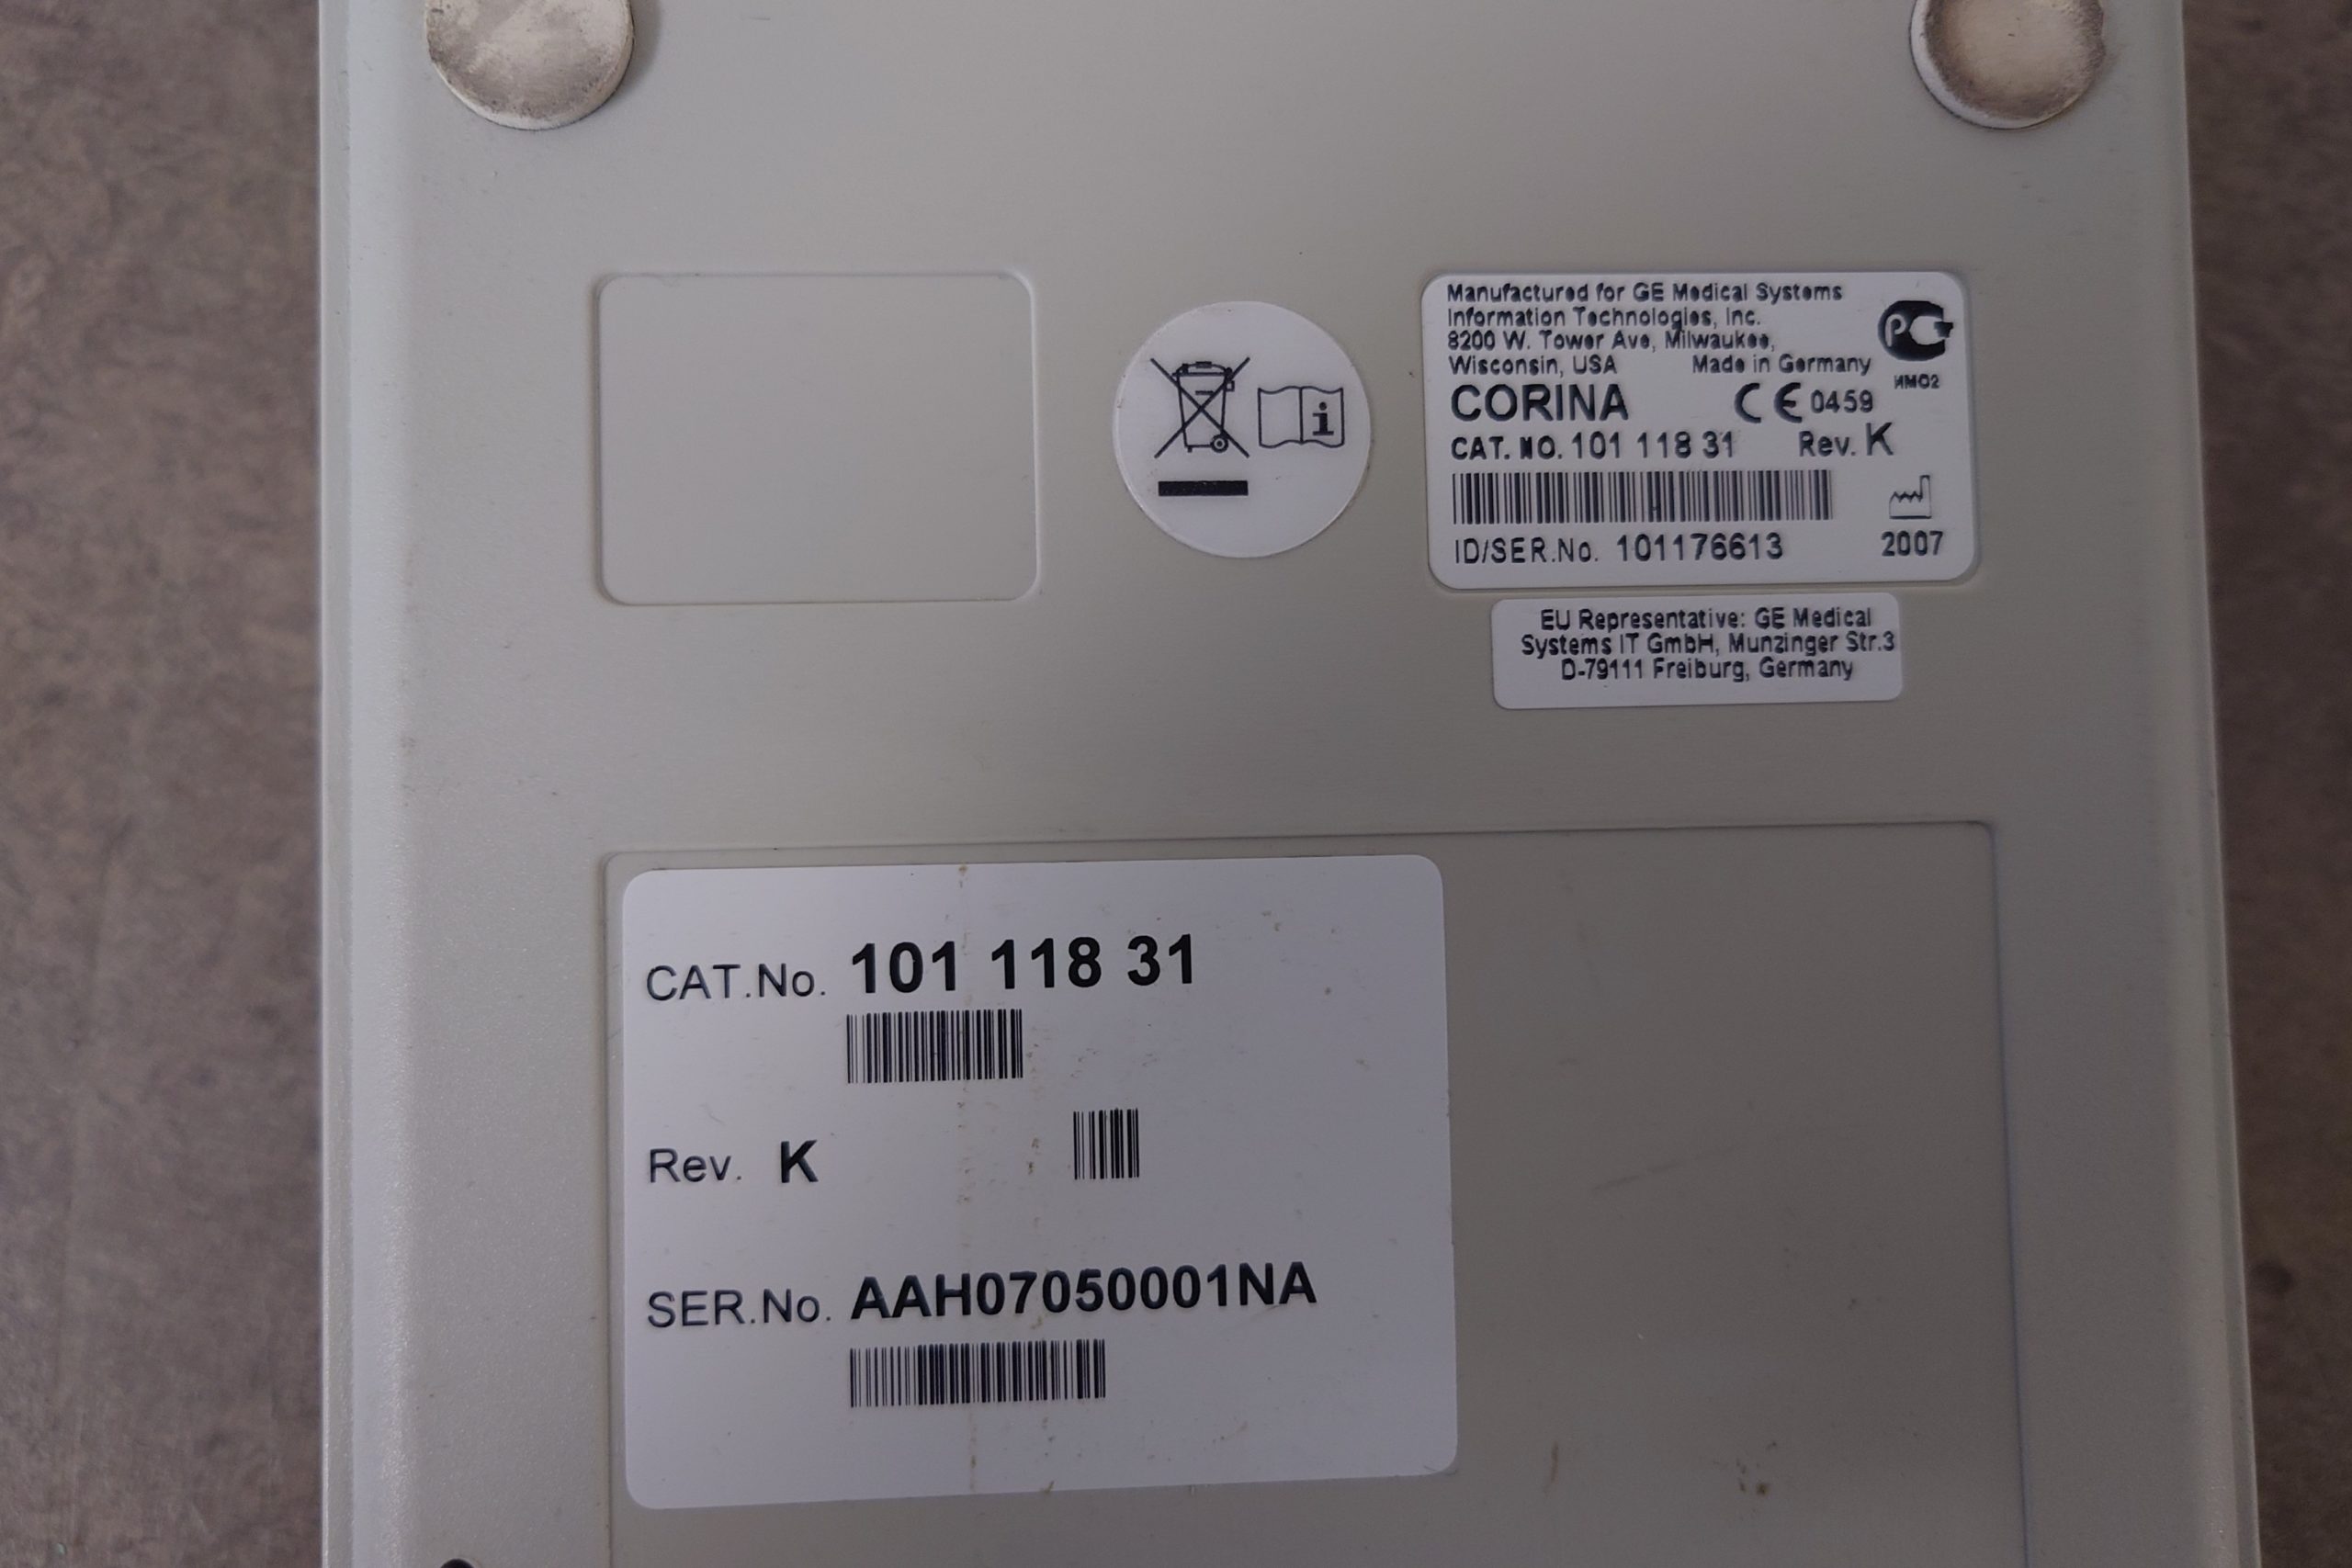 Manufactured for GE Medical Systems
Information Technologies, Inc.
8200 W. Tower Ave, Milwaukee,
Wisconsin, USA Made in Germany
CORINA CE 0459 ИМ02
CAT. NO. 101 118 31 Rev. K
ID/SER.No. 101176613 2007
EU Representative: GE Medical
Systems IT GmbH, Munzinger Str.3
D-79111 Freiburg, Germany
CAT.No. 101 118 31
Rev. K
SER.No. AAH07050001NA